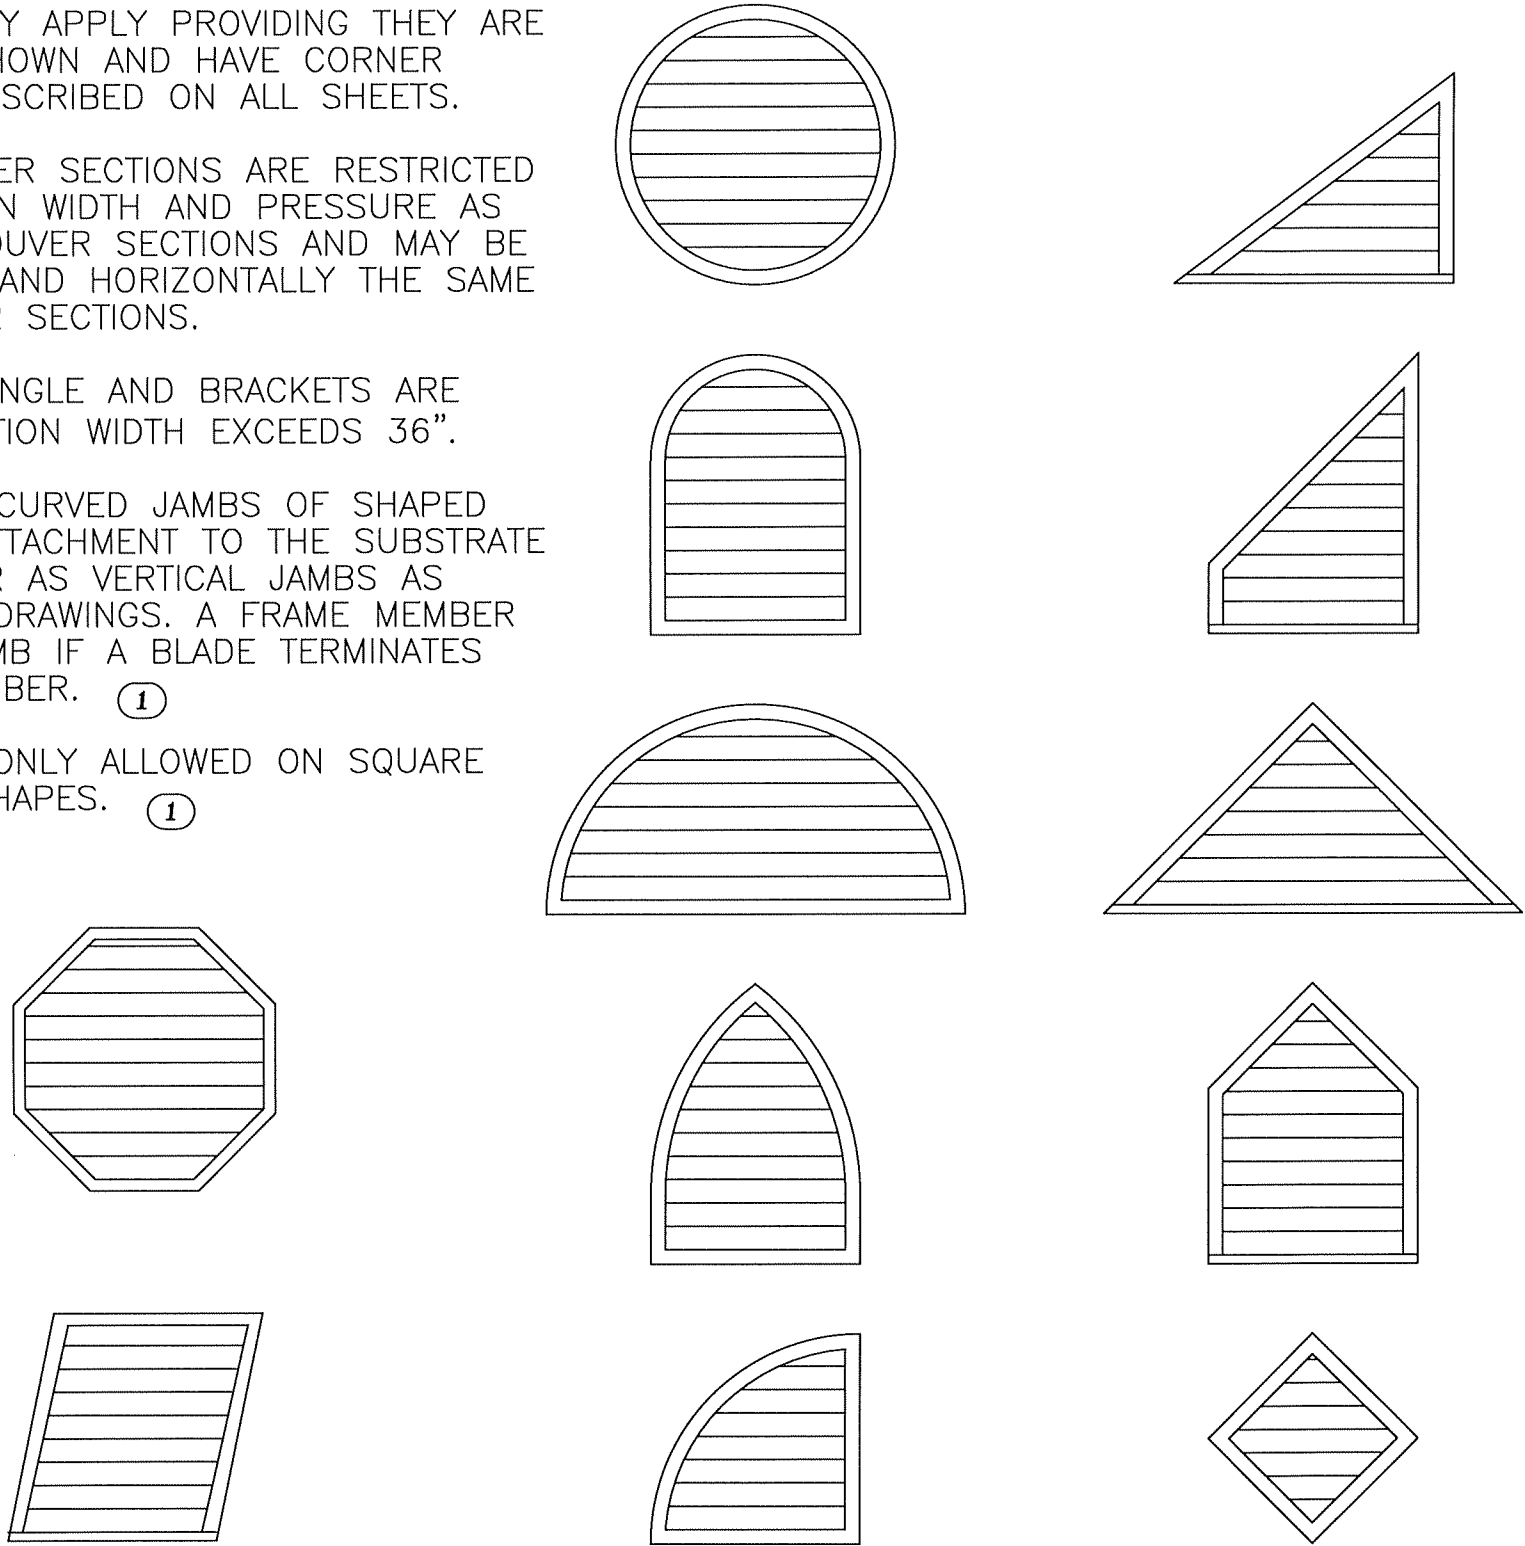 Y APPLY PROVIDING THEY ARE
HOWN AND HAVE CORNER
SCRIBED ON ALL SHEETS.
ER SECTIONS ARE RESTRICTED
N WIDTH AND PRESSURE AS
OUVER SECTIONS AND MAY BE
AND HORIZONTALLY THE SAME
R SECTIONS.
NGLE AND BRACKETS ARE
TION WIDTH EXCEEDS 36”.
CURVED JAMBS OF SHAPED
TTACHMENT TO THE SUBSTRATE
R AS VERTICAL JAMBS AS
DRAWINGS. A FRAME MEMBER
MB IF A BLADE TERMINATES
BER. 1
ONLY ALLOWED ON SQUARE
HAPES. 1